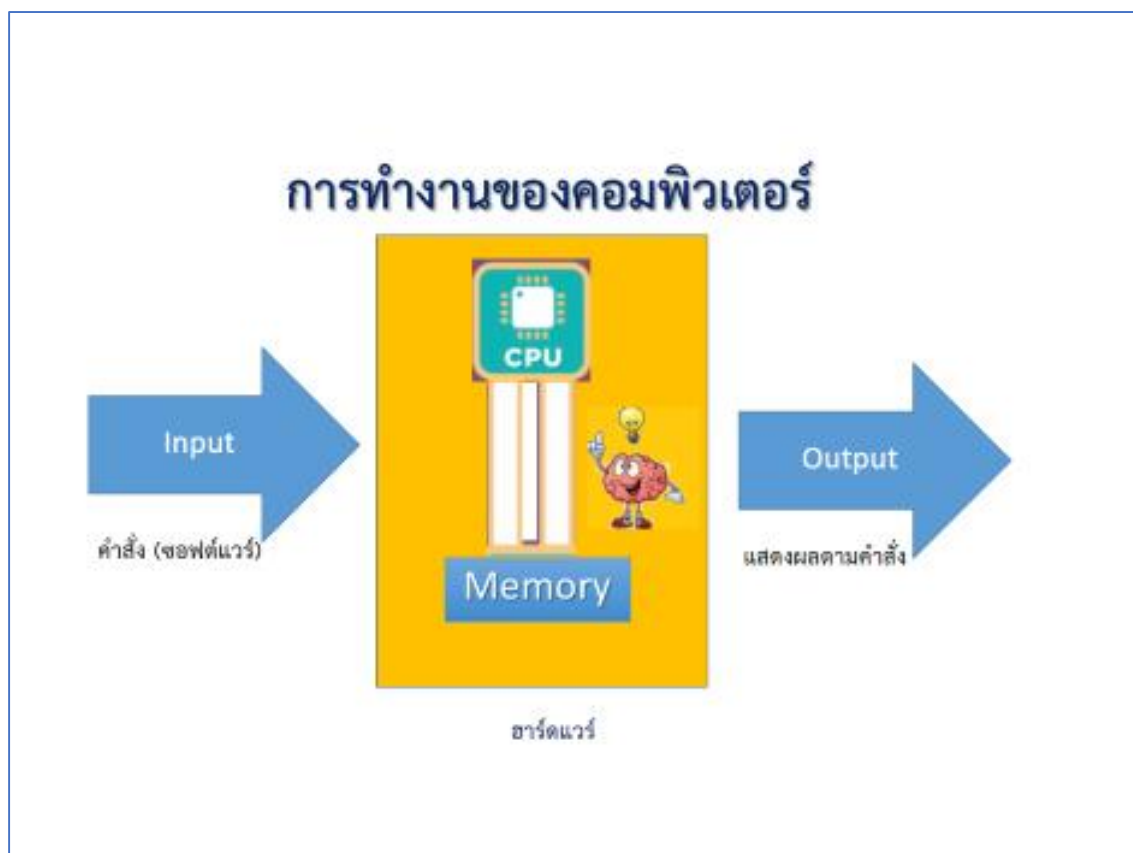 การทำงานของคอมพิวเตอร์
CPU
Input
Output
คำสั่ง (ซอฟต์แวร์)
แสดงผลตามคำสั่ง
Memory
ฮาร์ดแวร์